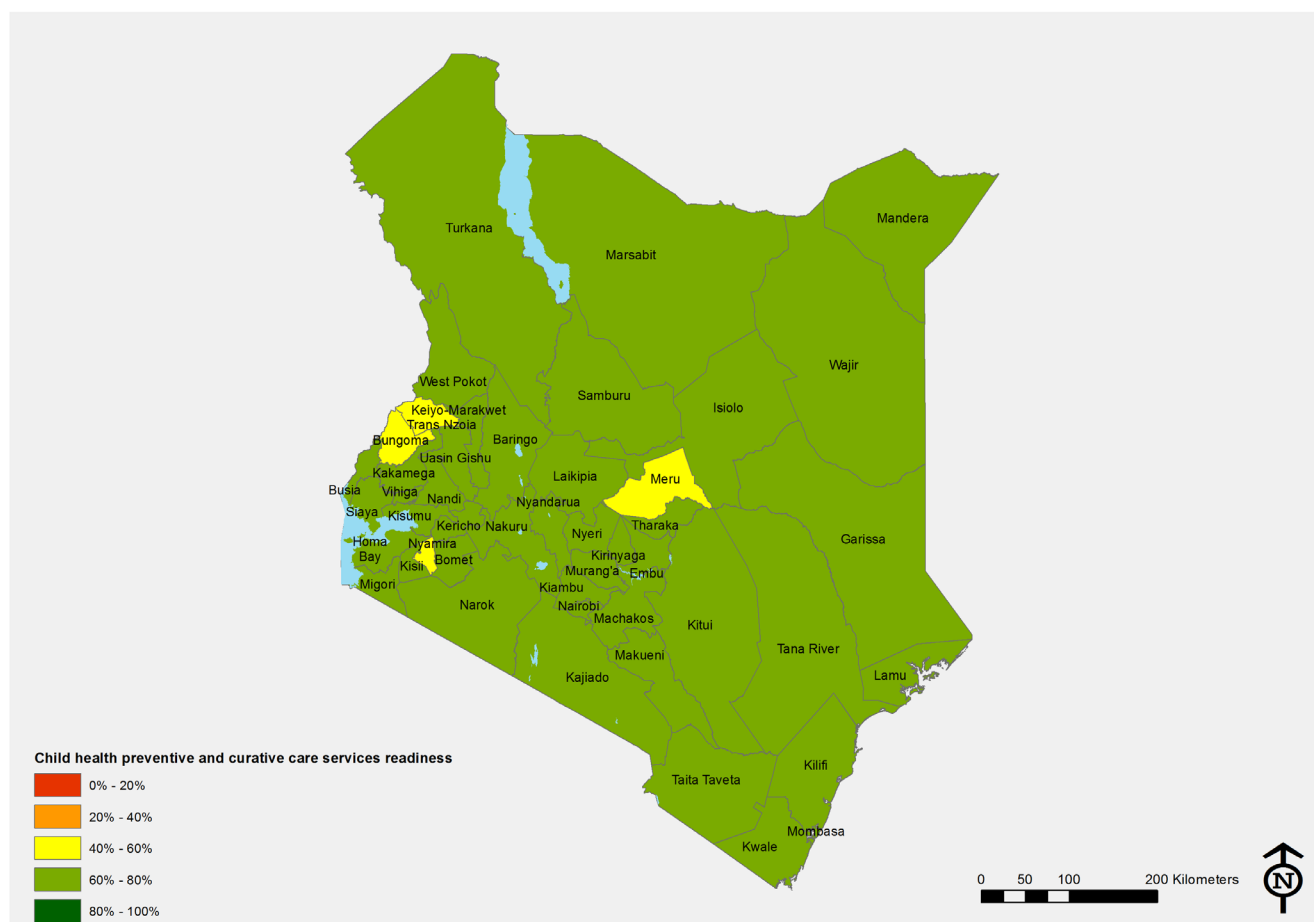 Turkana
Mandera
Marsabit
Wajir
West Pokot
Samburu
Isiolo
Keiyo-Marakwet
Trans Nzoia
Bungoma
Baringo
Uasin Gishu
Kakamega
Laikipia
Meru
Busia
Vihiga
Nandi
Nyandarua
Siaya
Kisumu
Kericho
Nakuru
Nyeri
Tharaka
Garissa
Homa
Bay
Nyamira
Kisii
Bomet
Kirinyaga
Murang'a
Embu
Migori
Kiambu
Narok
Nairobi
Machakos
Kitui
Makueni
Tana River
Kajiado
Lamu
Taita Taveta
Kilifi
Mombasa
Kwale
Child health preventive and curative care services readiness
0% - 20%
20% - 40%
40% - 60%
60% - 80%
80% - 100%
0 50 100 200 Kilometers
N